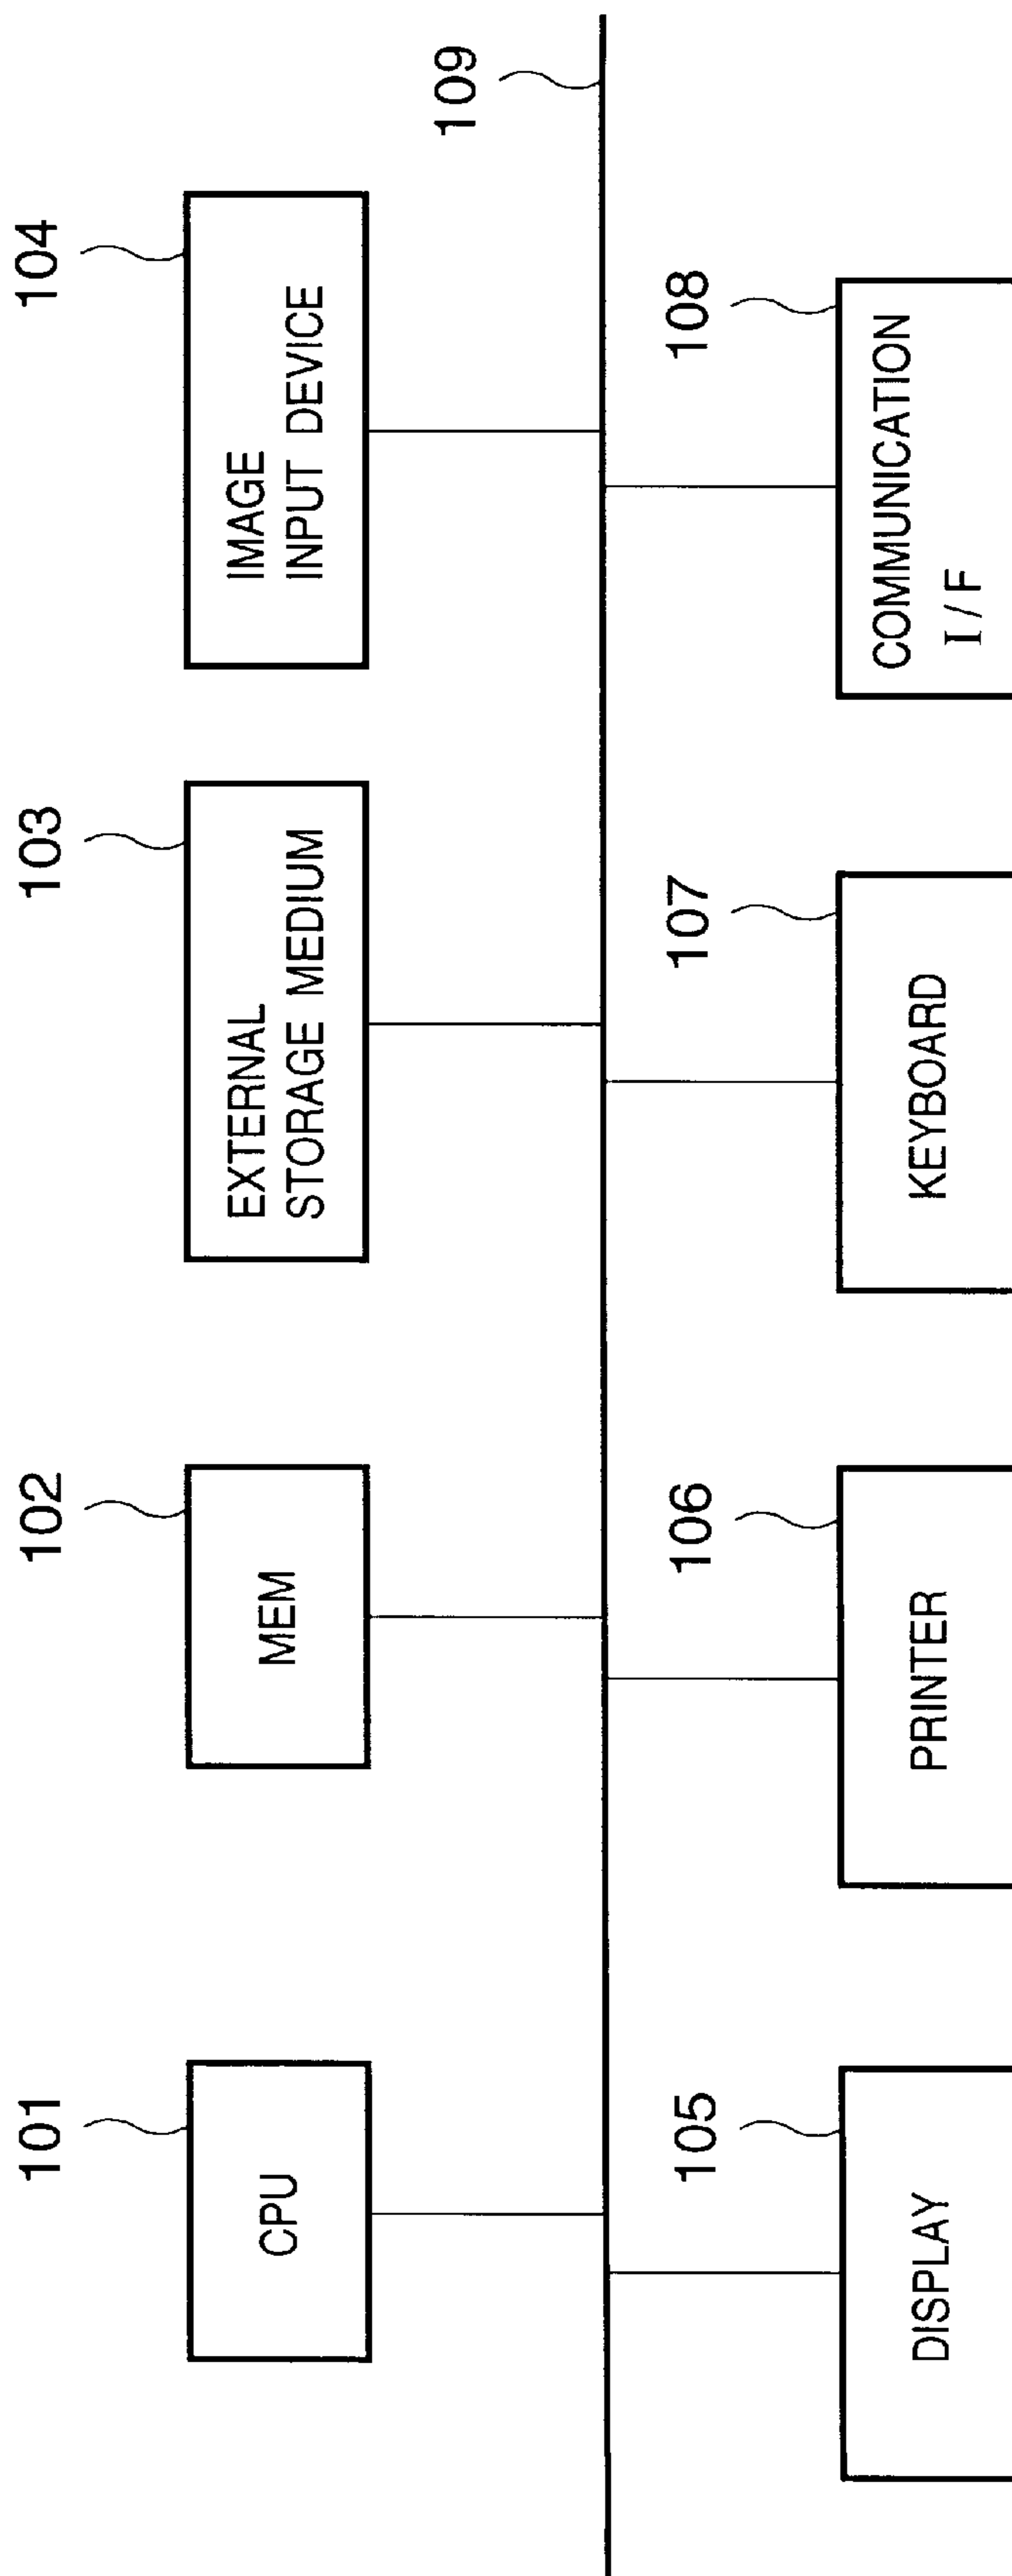 101
CPU
102
MEM
103
EXTERNAL
STORAGE MEDIUM
104
IMAGE
INPUT DEVICE
109
105
DISPLAY
106
PRINTER
107
KEYBOARD
108
COMMUNICATION
I/F